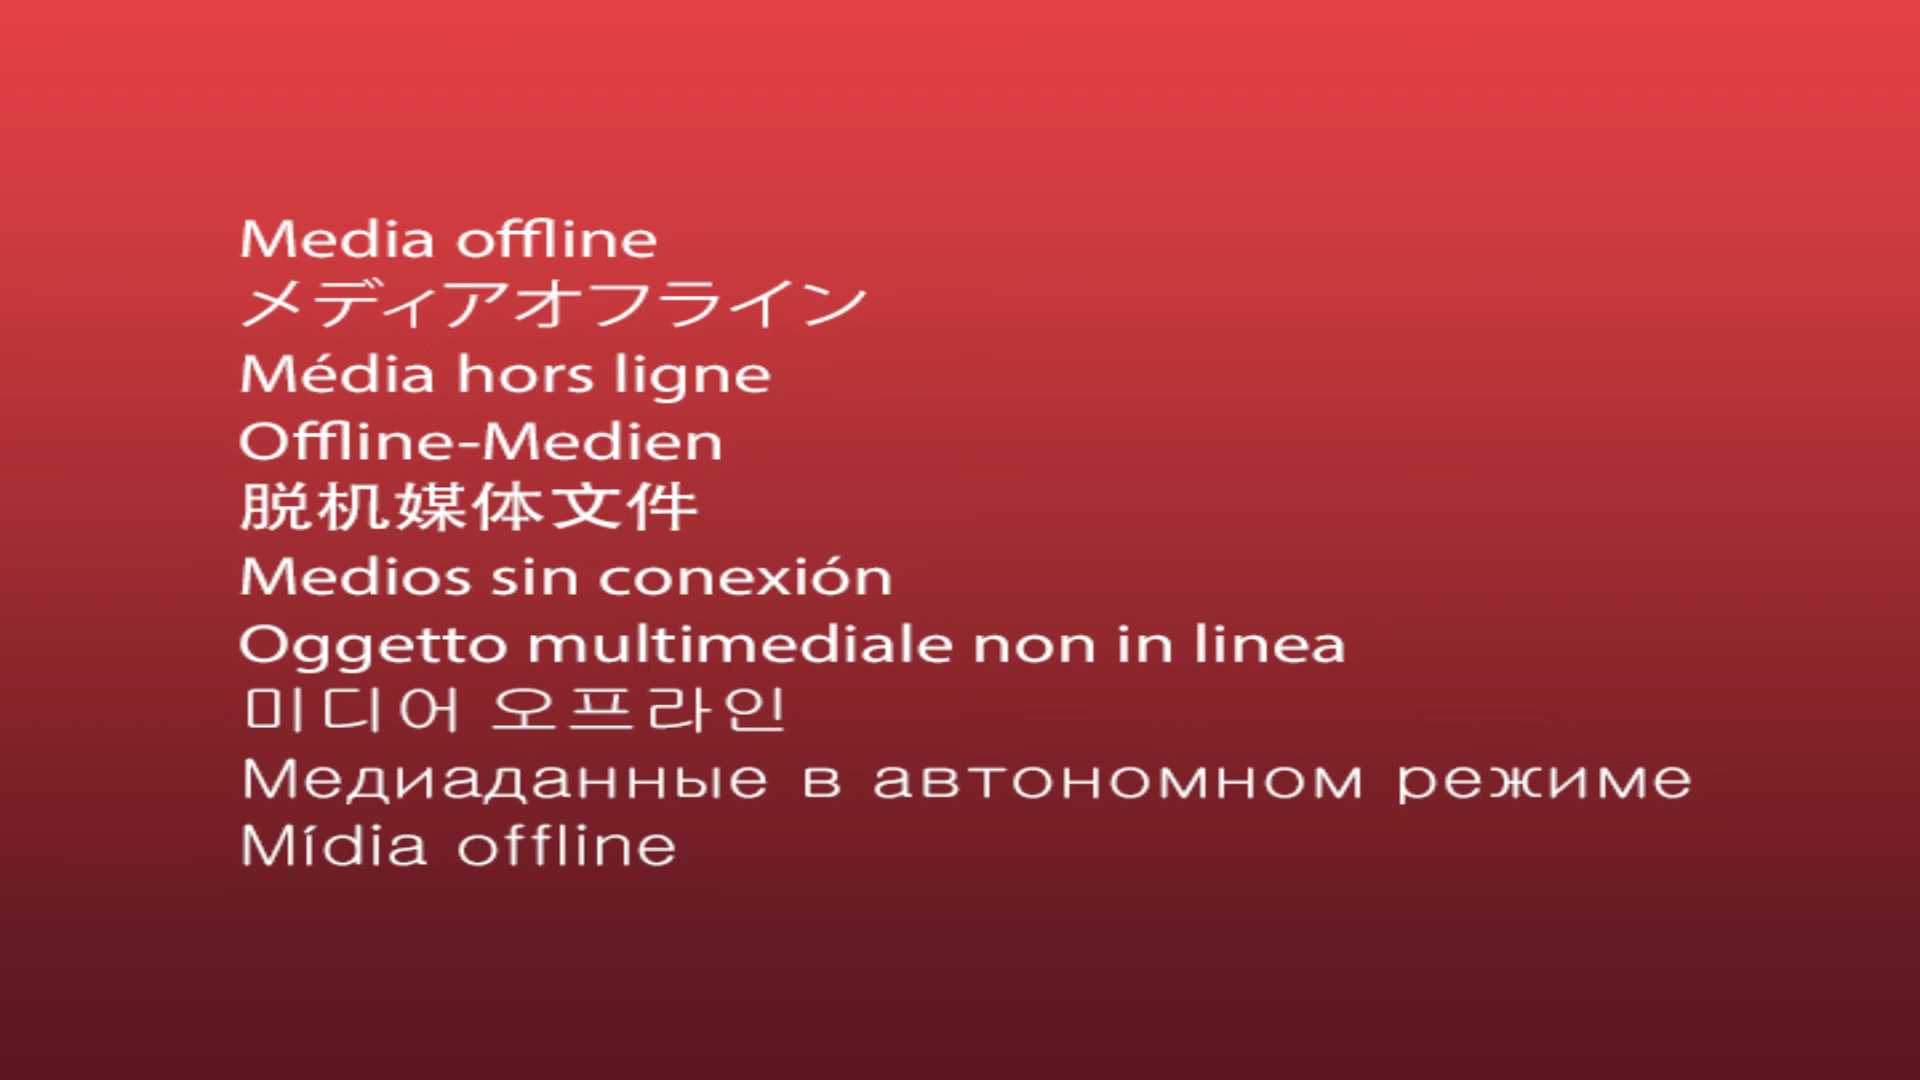 Media offline
メディアオフライン
Média hors ligne
Offline-Medien
脱机媒体文件
Medios sin conexión
Oggetto multimediale non in linea
미디어 오프라인
Медиаданные в автономном режиме
Mídia offline